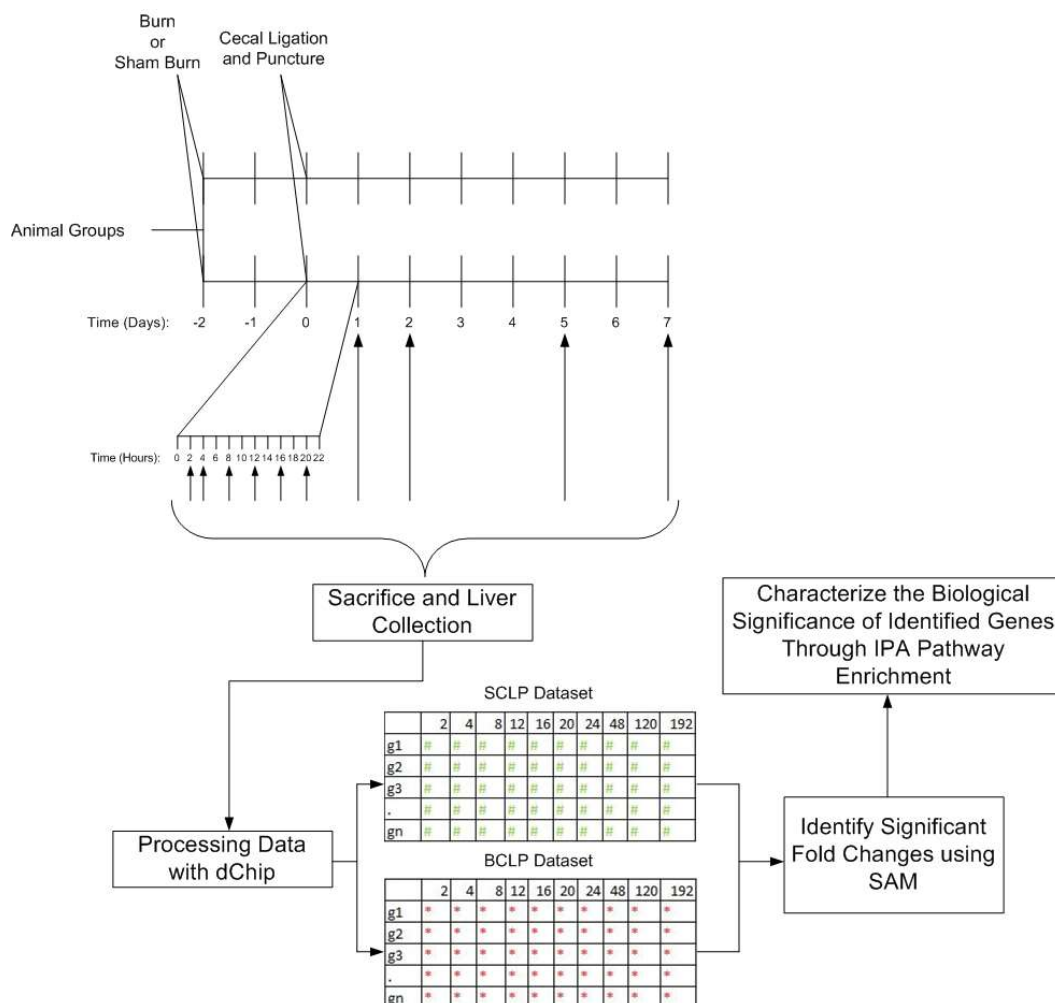 Burn
or
Sham Burn
Cecal Ligation
and Puncture
Animal Groups
Time (Days): -2 -1 0 1 2 3 4 5 6 7
Time (Hours): 0 2 4 6 8 10 12 14 16 18 20 22
Sacrifice and Liver
Collection
Characterize the Biological
Significance of Identified Genes
Through IPA Pathway
Enrichment
SCLP Dataset
2 4 8 12 16 20 24 48 120 192
g1 # # # # # # # # # #
g2 # # # # # # # # # #
g3 # # # # # # # # # #
. # # # # # # # # # #
gn # # # # # # # # # #
Processing Data
with dChip
Identify Significant
Fold Changes using
SAM
BCLP Dataset
2 4 8 12 16 20 24 48 120 192
g1 * * * * * * * * * *
g2 * * * * * * * * * *
g3 * * * * * * * * * *
. * * * * * * * * * *
gn * * * * * * * * * *